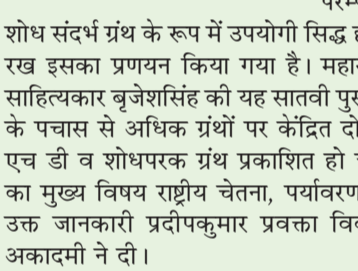 शोध संदर्भ ग्रंथ के रूप में उपयोगी सिद्ध
रख इसका प्रणयन किया गया है। महा
साहित्यकार बृजेशसिंह की यह सातवी
के पचास से अधिक ग्रंथों पर केंद्रित
एच डी व शोधपरक ग्रंथ प्रकाशित हो
का मुख्य विषय राष्ट्रीय चेतना, पर्यावरण
उक्त जानकारी प्रदीपकुमार प्रवक्ता
अकादमी ने दी।